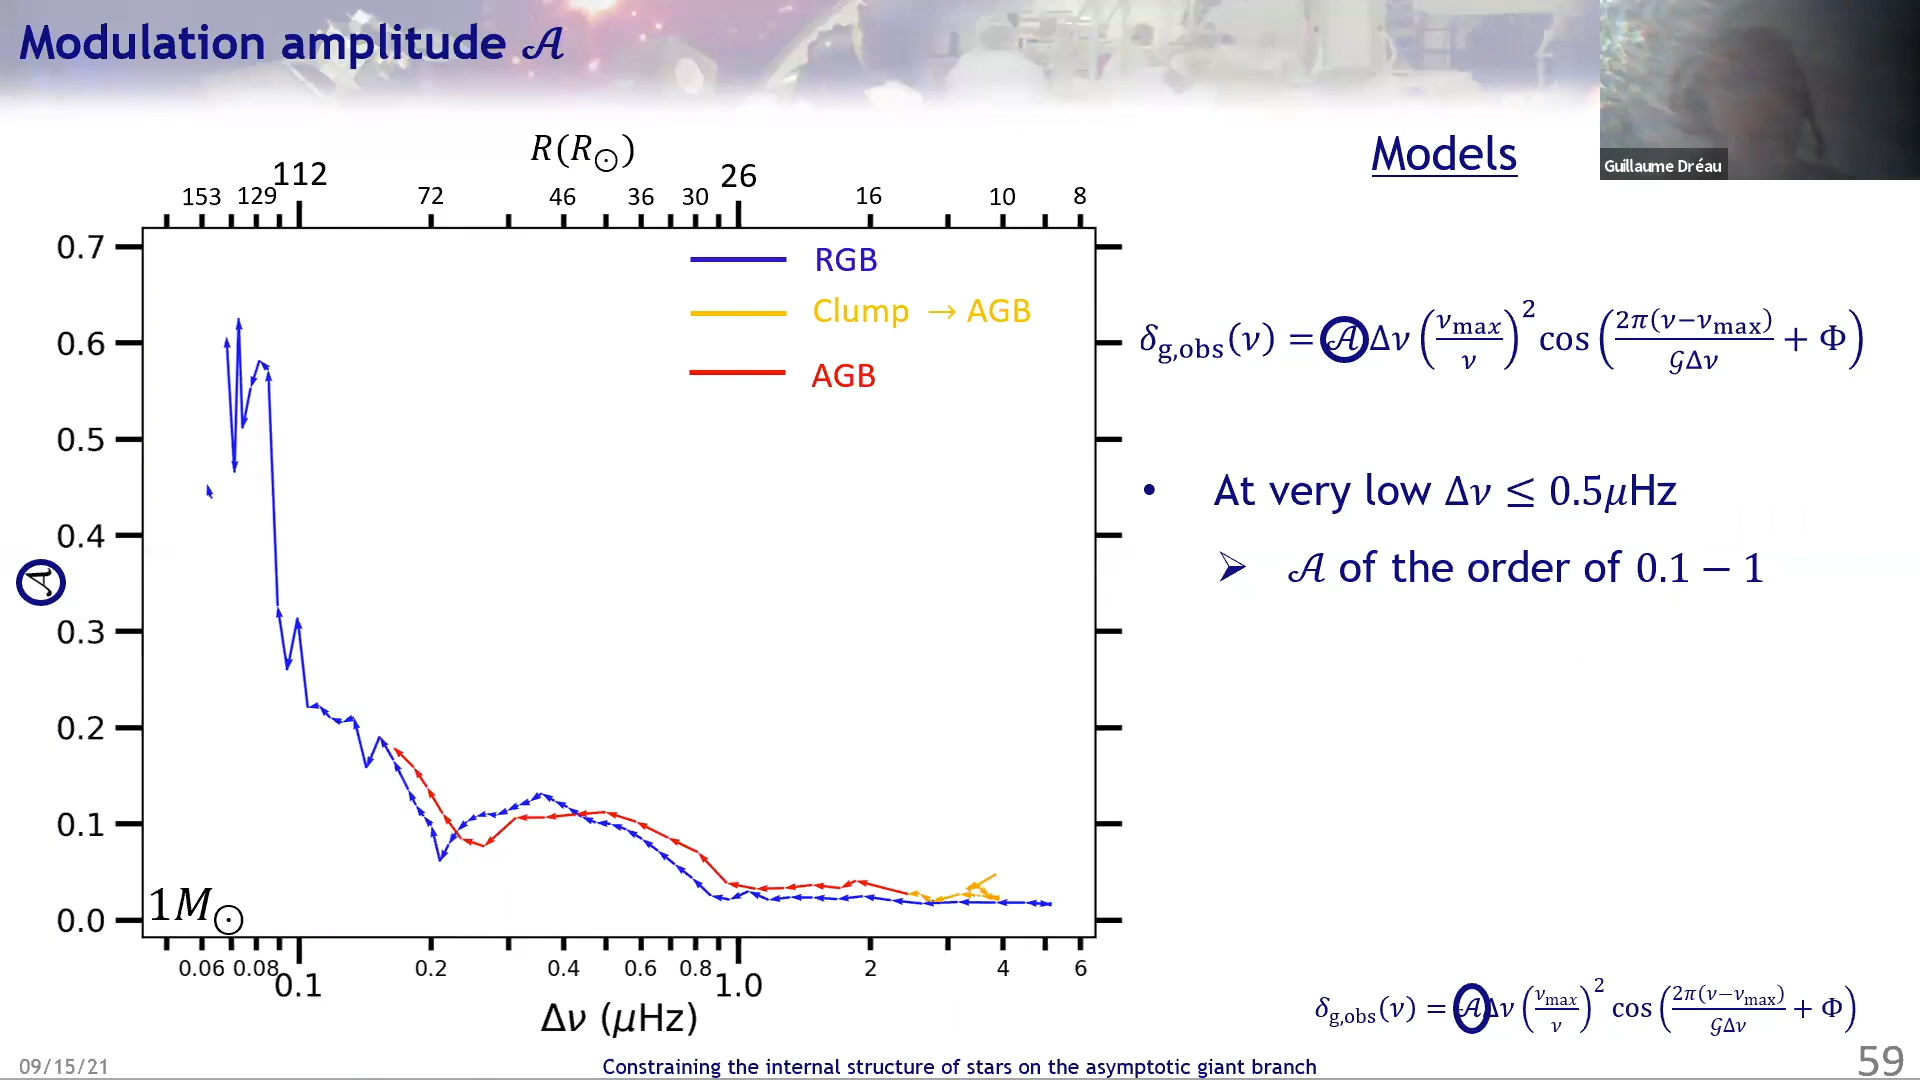 Modulation amplitude 𝒜
Guillaume Dréau
Models
R(R⊙)
153 129 112 72 46 36 30 26 16 10 8
0.7
0.6
0.5
0.4
0.3
0.2
0.1
0.0
𝒜
RGB
Clump → AGB
AGB
1M⊙
0.06 0.08 0.1 0.2 0.4 0.6 0.8 1.0 2 4 6
Δν (μHz)
δg,obs(ν) = 𝒜Δν (νmax/ν)² cos (2π(ν−νmax)/𝒢Δν + Φ)
• At very low Δν ≤ 0.5μHz
➢ 𝒜 of the order of 0.1 − 1
δg,obs(ν) = 𝒜Δν (νmax/ν)² cos (2π(ν−νmax)/𝒢Δν + Φ)
09/15/21
Constraining the internal structure of stars on the asymptotic giant branch
59